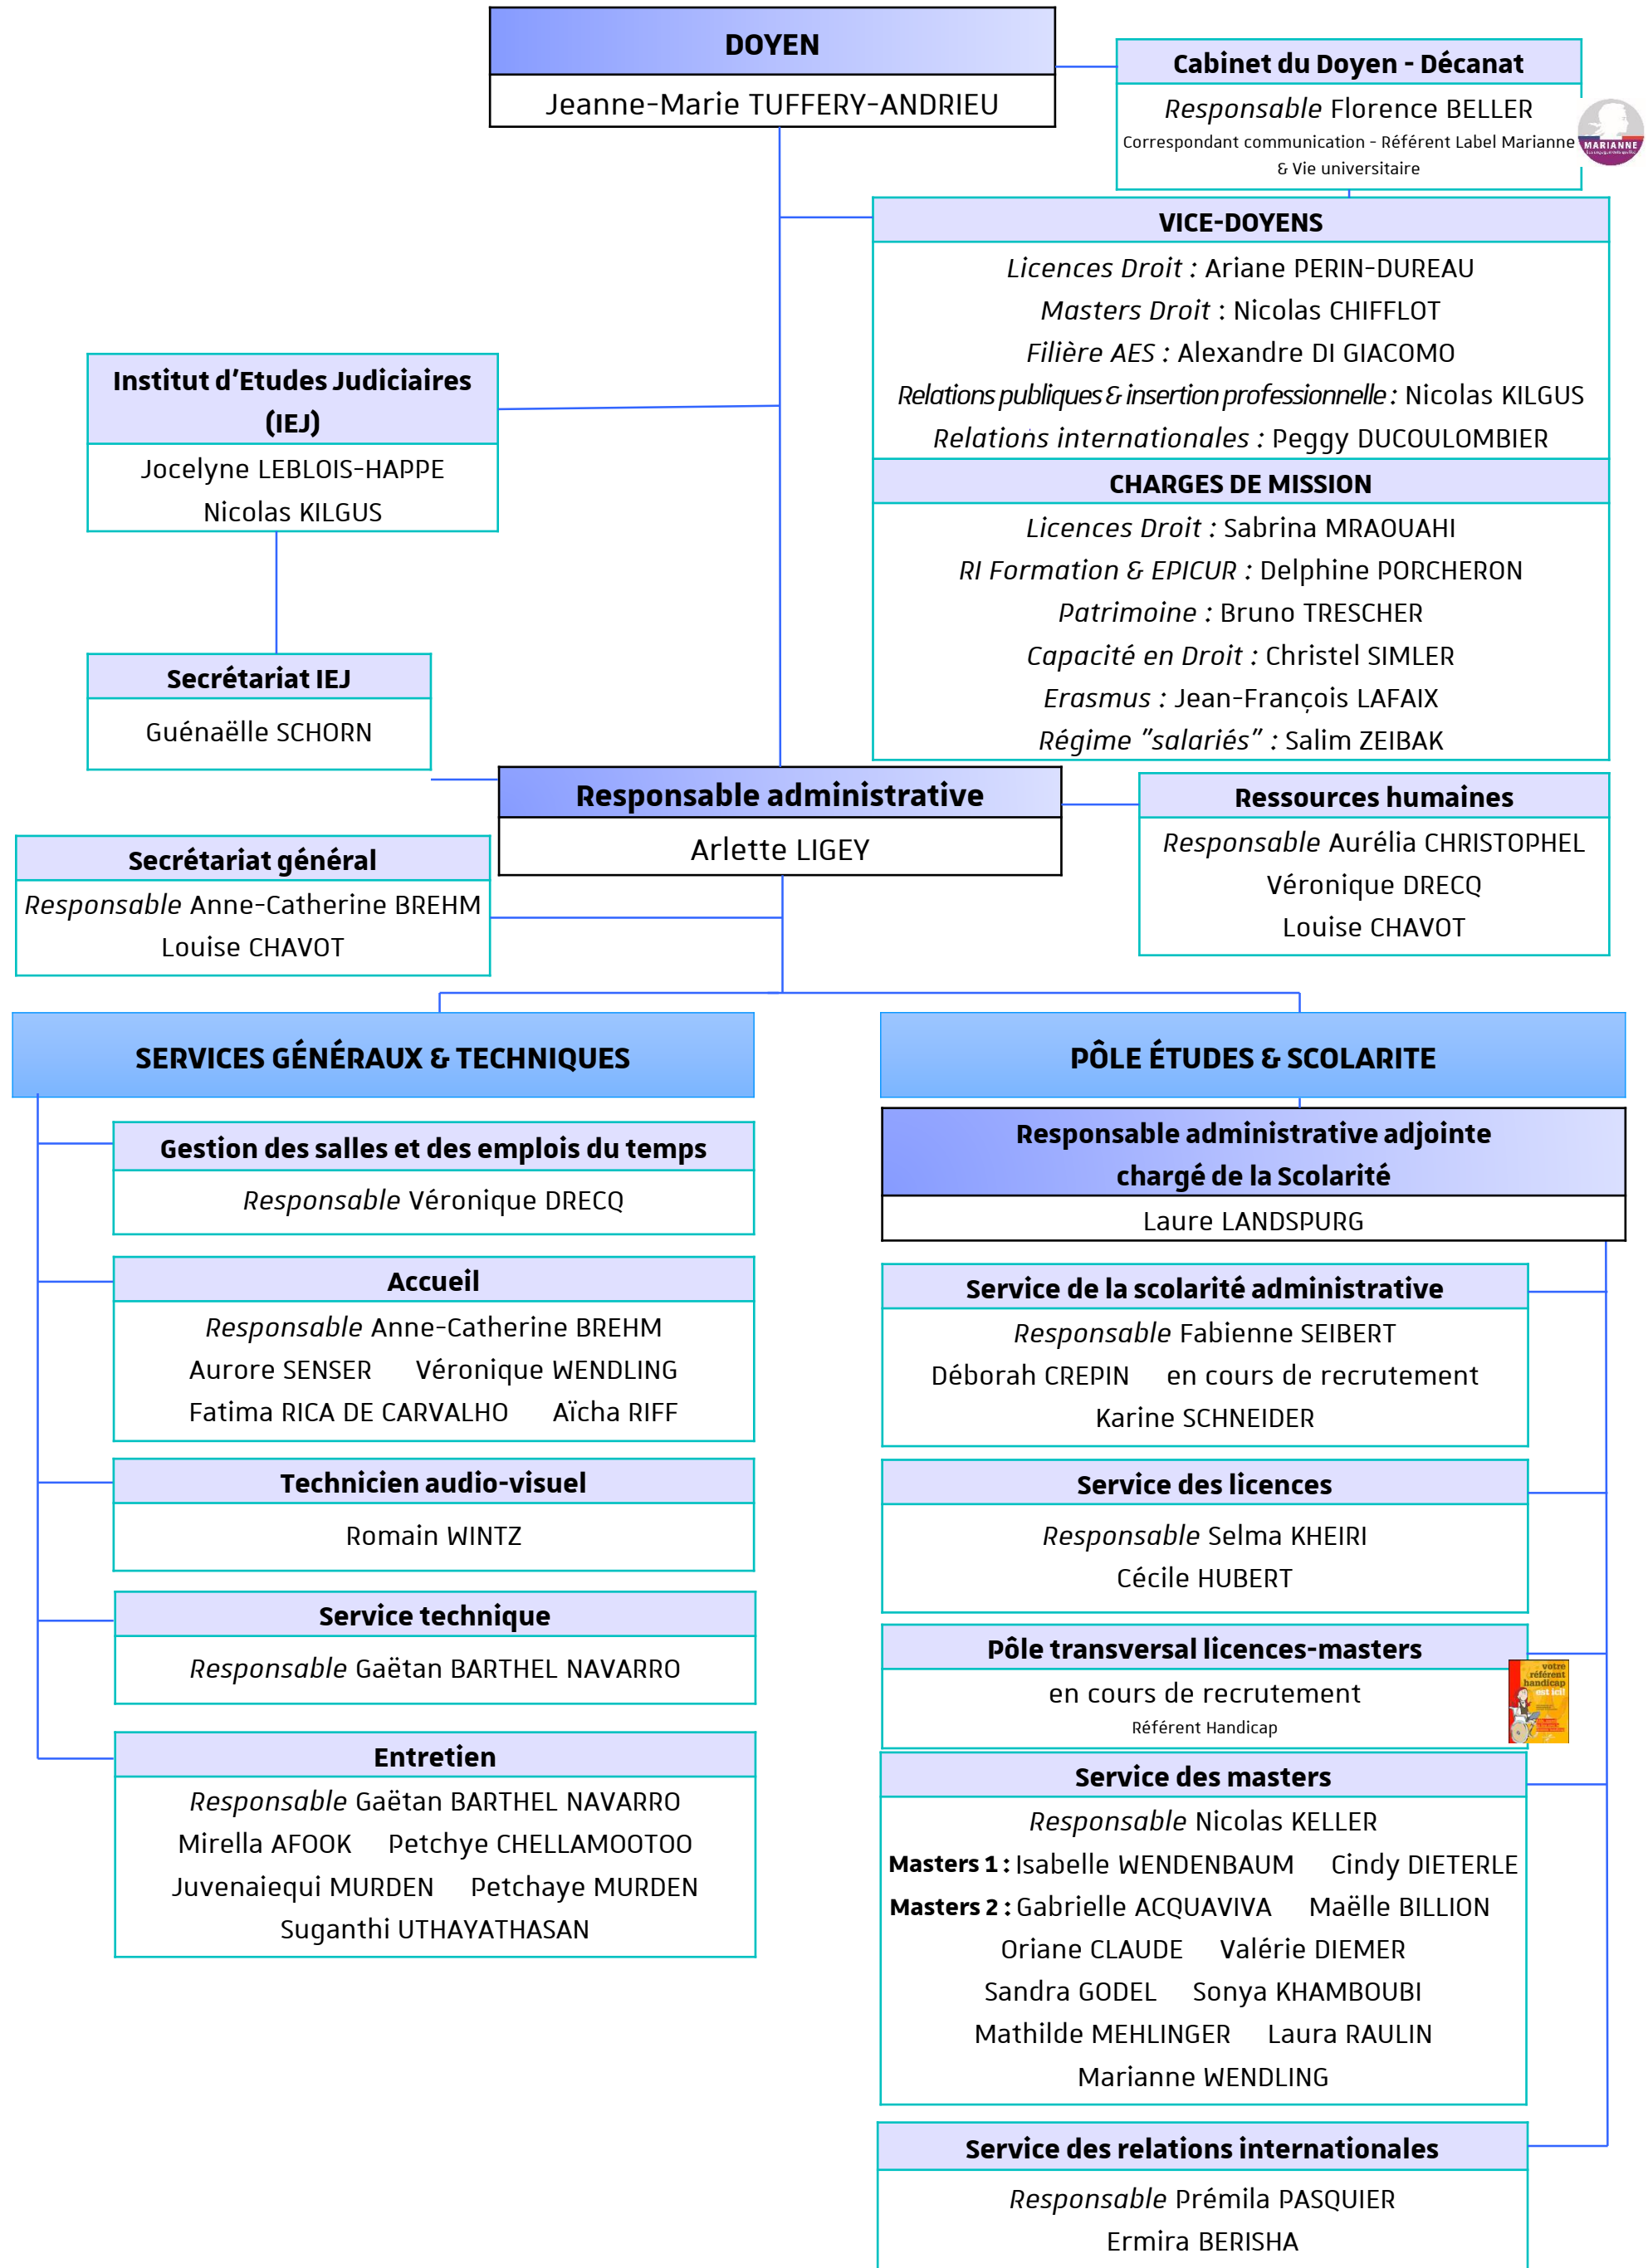 DOYEN
Jeanne-Marie TUFFERY-ANDRIEU
Cabinet du Doyen - Décanat
Responsable Florence BELLER
Correspondant communication - Référent Label Marianne
& Vie universitaire
MARIANNE
VICE-DOYENS
Licences Droit : Ariane PERIN-DUREAU
Masters Droit : Nicolas CHIFFLOT
Filière AES : Alexandre DI GIACOMO
Relations publiques & insertion professionnelle : Nicolas KILGUS
Relations internationales : Peggy DUCOULOMBIER
CHARGES DE MISSION
Licences Droit : Sabrina MRAOUAHI
RI Formation & EPICUR : Delphine PORCHERON
Patrimoine : Bruno TRESCHER
Capacité en Droit : Christel SIMLER
Erasmus : Jean-François LAFAIX
Régime "salariés" : Salim ZEIBAK
Institut d'Etudes Judiciaires
(IEJ)
Jocelyne LEBLOIS-HAPPE
Nicolas KILGUS
Secrétariat IEJ
Guénaëlle SCHORN
Responsable administrative
Arlette LIGEY
Ressources humaines
Responsable Aurélia CHRISTOPHEL
Véronique DRECQ
Louise CHAVOT
Secrétariat général
Responsable Anne-Catherine BREHM
Louise CHAVOT
SERVICES GÉNÉRAUX & TECHNIQUES
Gestion des salles et des emplois du temps
Responsable Véronique DRECQ
Accueil
Responsable Anne-Catherine BREHM
Aurore SENSER Véronique WENDLING
Fatima RICA DE CARVALHO Aïcha RIFF
Technicien audio-visuel
Romain WINTZ
Service technique
Responsable Gaëtan BARTHEL NAVARRO
Entretien
Responsable Gaëtan BARTHEL NAVARRO
Mirella AFOOK Petchye CHELLAMOOTOO
Juvenaiequi MURDEN Petchaye MURDEN
Suganthi UTHAYATHASAN
PÔLE ÉTUDES & SCOLARITE
Responsable administrative adjointe
chargé de la Scolarité
Laure LANDSPURG
Service de la scolarité administrative
Responsable Fabienne SEIBERT
Déborah CREPIN en cours de recrutement
Karine SCHNEIDER
Service des licences
Responsable Selma KHEIRI
Cécile HUBERT
Pôle transversal licences-masters
en cours de recrutement
Référent Handicap
votre
référent
handicap
est ici!
Service des masters
Responsable Nicolas KELLER
Masters 1 : Isabelle WENDENBAUM Cindy DIETERLE
Masters 2 : Gabrielle ACQUAVIVA Maëlle BILLION
Oriane CLAUDE Valérie DIEMER
Sandra GODEL Sonya KHAMBOUBI
Mathilde MEHLINGER Laura RAULIN
Marianne WENDLING
Service des relations internationales
Responsable Prémila PASQUIER
Ermira BERISHA